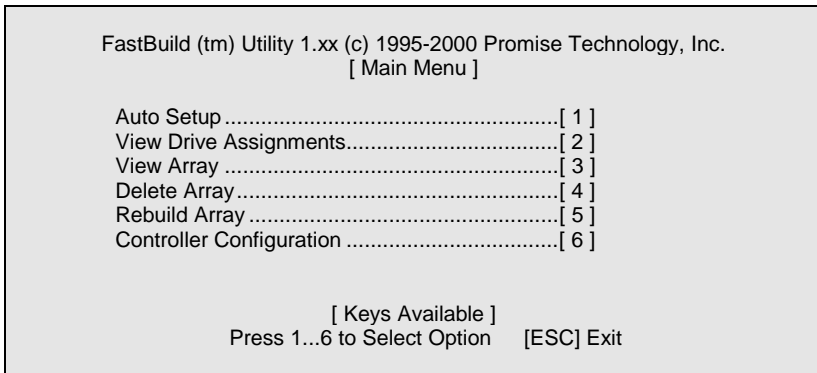 FastBuild (tm) Utility 1.xx (c) 1995-2000 Promise Technology, Inc.
[ Main Menu ]
Auto Setup ......................................................[ 1 ]
View Drive Assignments...................................[ 2 ]
View Array ......................................................[ 3 ]
Delete Array.....................................................[ 4 ]
Rebuild Array ..................................................[ 5 ]
Controller Configuration ...................................[ 6 ]
[ Keys Available ]
Press 1...6 to Select Option [ESC] Exit